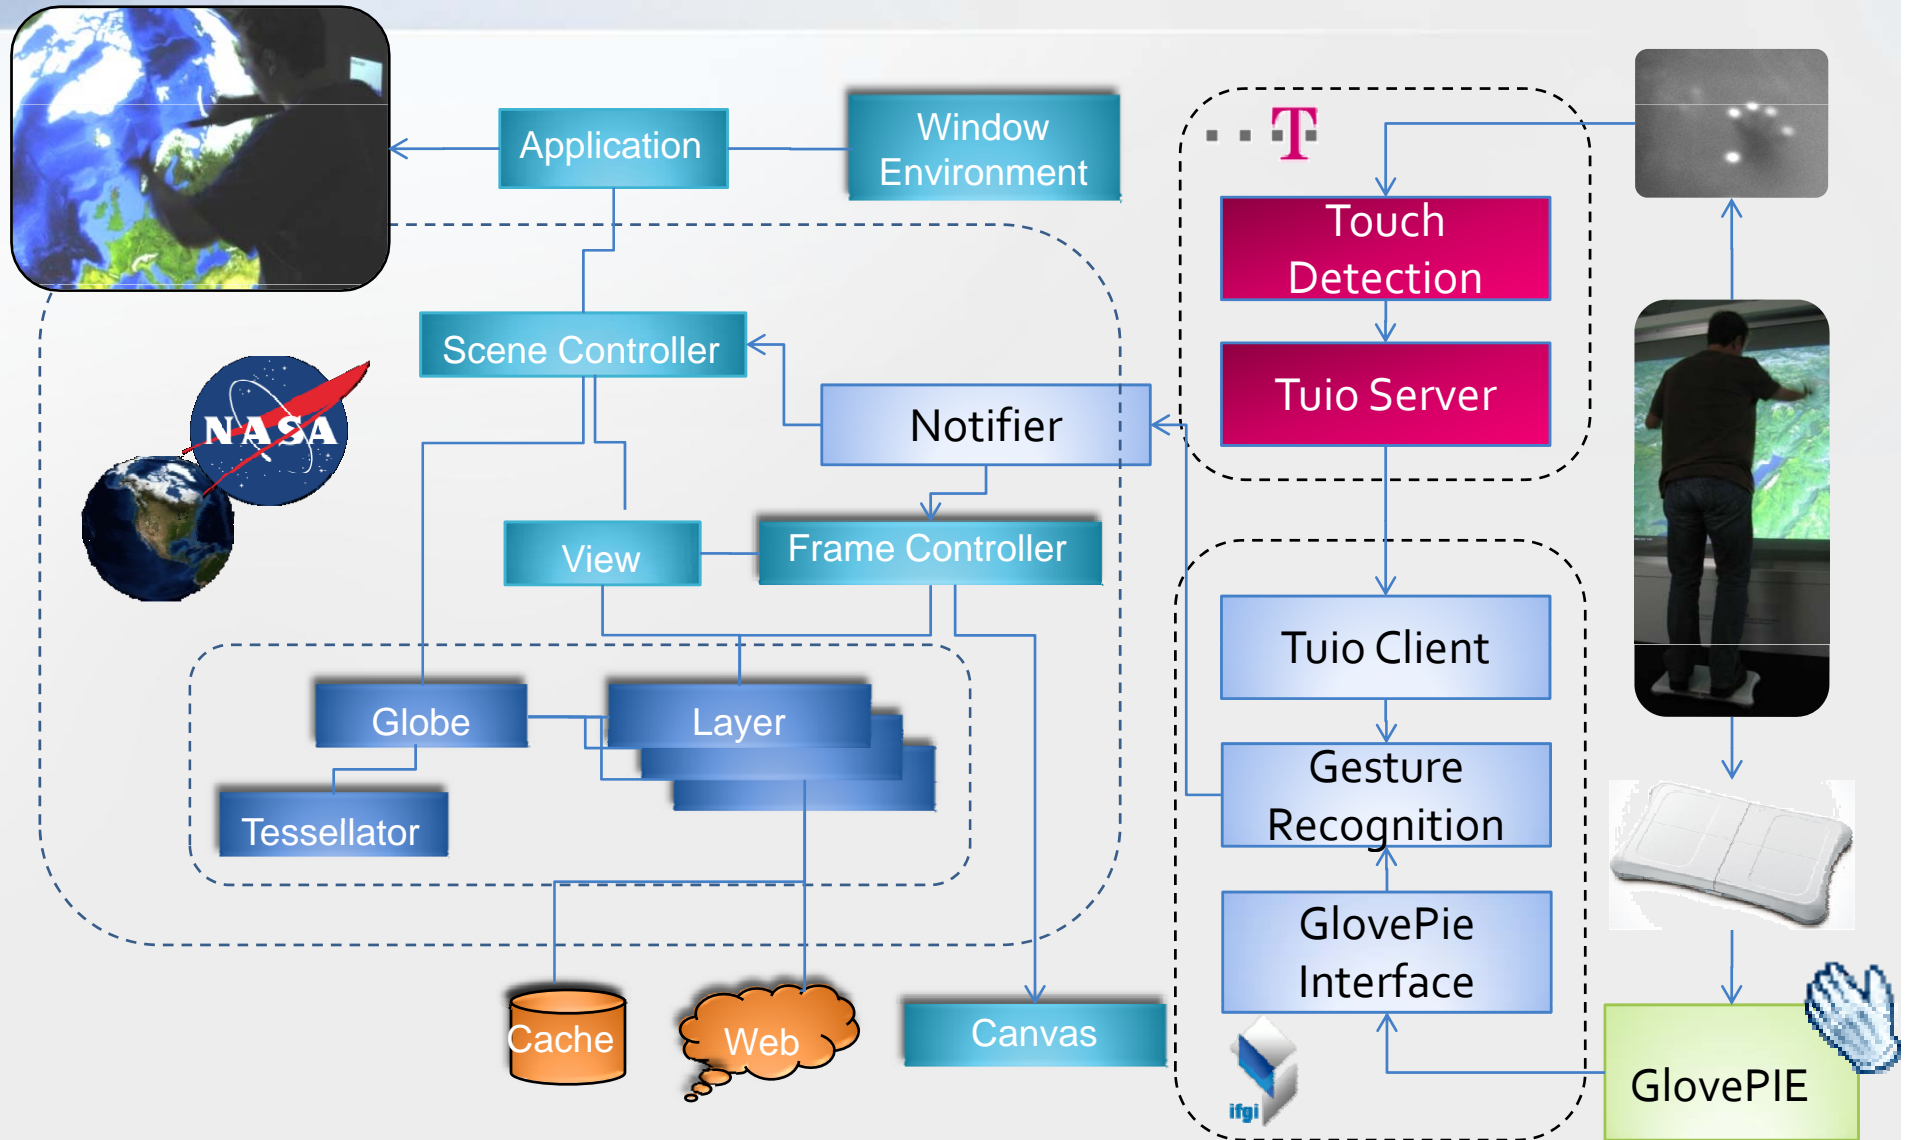 Application
Window
Environment
T
Touch
Detection
Scene Controller
Tuio Server
NASA
Notifier
View
Frame Controller
Tuio Client
Globe
Layer
Gesture
Recognition
Tessellator
GlovePie
Interface
Cache
Web
Canvas
ifgi
GlovePIE